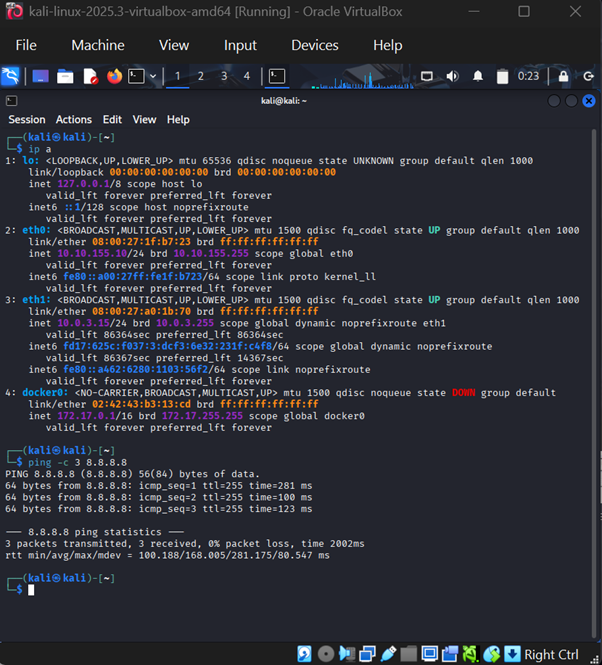 kali-linux-2025.3-virtualbox-amd64 [Running] - Oracle VirtualBox
File Machine View Input Devices Help
1 2 3 4 0:23
kali@kali: ~
Session Actions Edit View Help
┌──(kali㉿kali)-[~]
└─$ ip a
1: lo: <LOOPBACK,UP,LOWER_UP> mtu 65536 qdisc noqueue state UNKNOWN group default qlen 1000
link/loopback 00:00:00:00:00:00 brd 00:00:00:00:00:00
inet 127.0.0.1/8 scope host lo
valid_lft forever preferred_lft forever
inet6 ::1/128 scope host noprefixroute
valid_lft forever preferred_lft forever
2: eth0: <BROADCAST,MULTICAST,UP,LOWER_UP> mtu 1500 qdisc fq_codel state UP group default qlen 1000
link/ether 08:00:27:1f:b7:23 brd ff:ff:ff:ff:ff:ff
inet 10.10.155.10/24 brd 10.10.155.255 scope global eth0
valid_lft forever preferred_lft forever
inet6 fe80::a00:27ff:fe1f:b723/64 scope link proto kernel_ll
valid_lft forever preferred_lft forever
3: eth1: <BROADCAST,MULTICAST,UP,LOWER_UP> mtu 1500 qdisc fq_codel state UP group default qlen 1000
link/ether 08:00:27:a0:1b:70 brd ff:ff:ff:ff:ff:ff
inet 10.0.3.15/24 brd 10.0.3.255 scope global dynamic noprefixroute eth1
valid_lft 86364sec preferred_lft 86364sec
inet6 fd17:625c:f037:3:dcf3:6e32:231f:c4f8/64 scope global dynamic noprefixroute
valid_lft 86367sec preferred_lft 14367sec
inet6 fe80::a462:6280:1103:56f2/64 scope link noprefixroute
valid_lft forever preferred_lft forever
4: docker0: <NO-CARRIER,BROADCAST,MULTICAST,UP> mtu 1500 qdisc noqueue state DOWN group default
link/ether 02:42:43:b3:13:cd brd ff:ff:ff:ff:ff:ff
inet 172.17.0.1/16 brd 172.17.255.255 scope global docker0
valid_lft forever preferred_lft forever
┌──(kali㉿kali)-[~]
└─$ ping -c 3 8.8.8.8
PING 8.8.8.8 (8.8.8.8) 56(84) bytes of data.
64 bytes from 8.8.8.8: icmp_seq=1 ttl=255 time=281 ms
64 bytes from 8.8.8.8: icmp_seq=2 ttl=255 time=100 ms
64 bytes from 8.8.8.8: icmp_seq=3 ttl=255 time=123 ms
--- 8.8.8.8 ping statistics ---
3 packets transmitted, 3 received, 0% packet loss, time 2002ms
rtt min/avg/max/mdev = 100.188/168.005/281.175/80.547 ms
┌──(kali㉿kali)-[~]
└─$
Right Ctrl